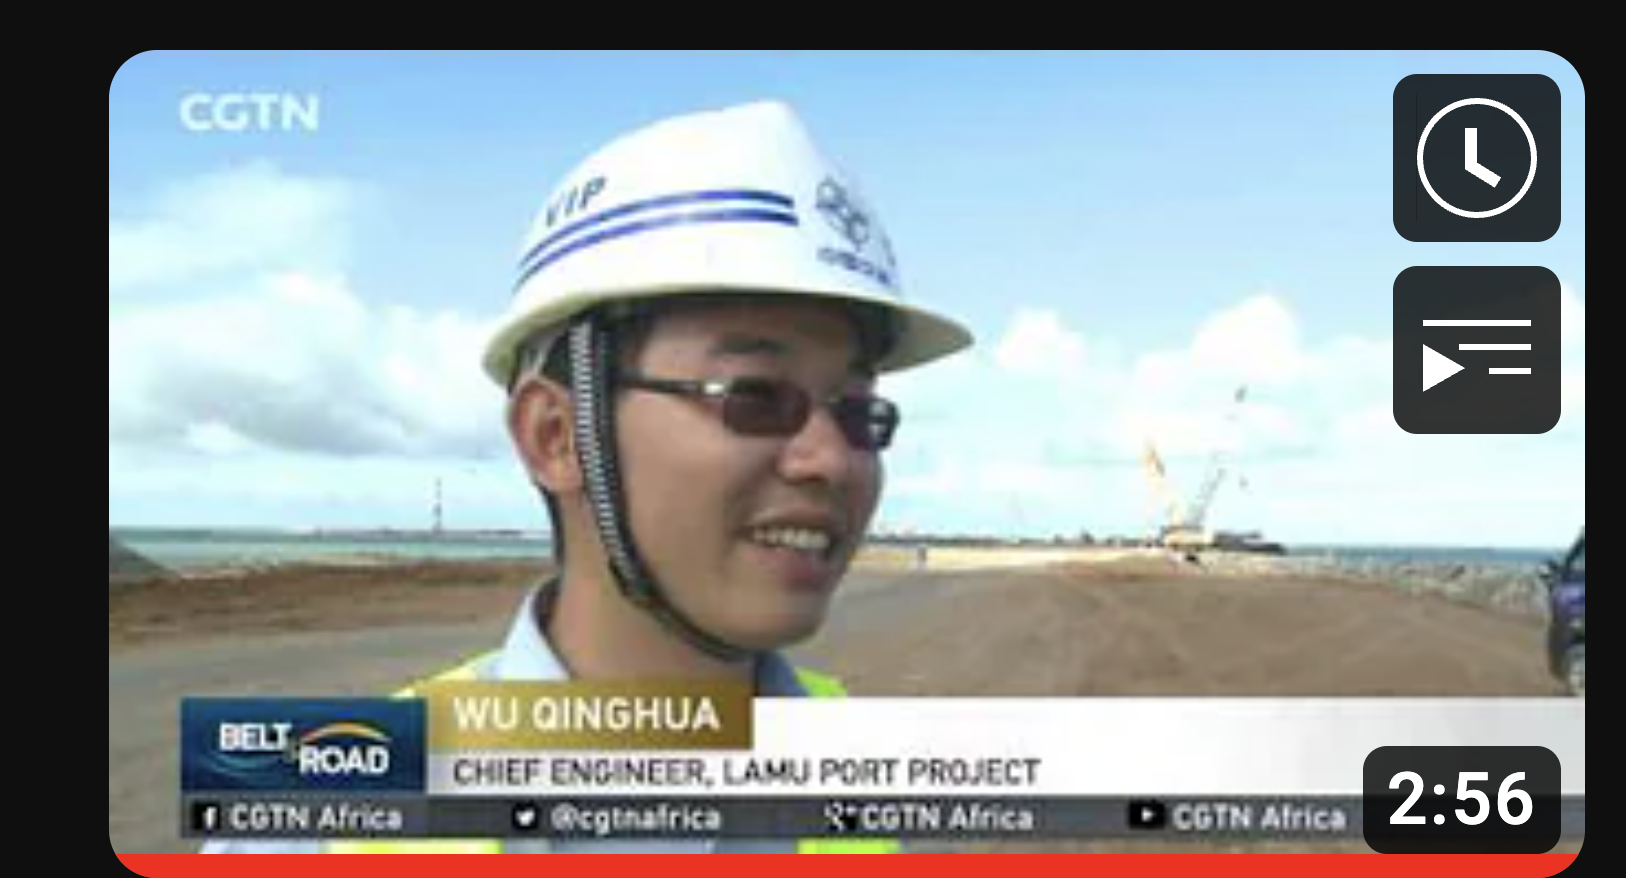 CGTN
VIP
BELT
ROAD
WU QINGHUA
CHIEF ENGINEER, LAMU PORT PROJECT
CGTN Africa
@cgtnafrica
CGTN Africa
CGTN Africa
2:56